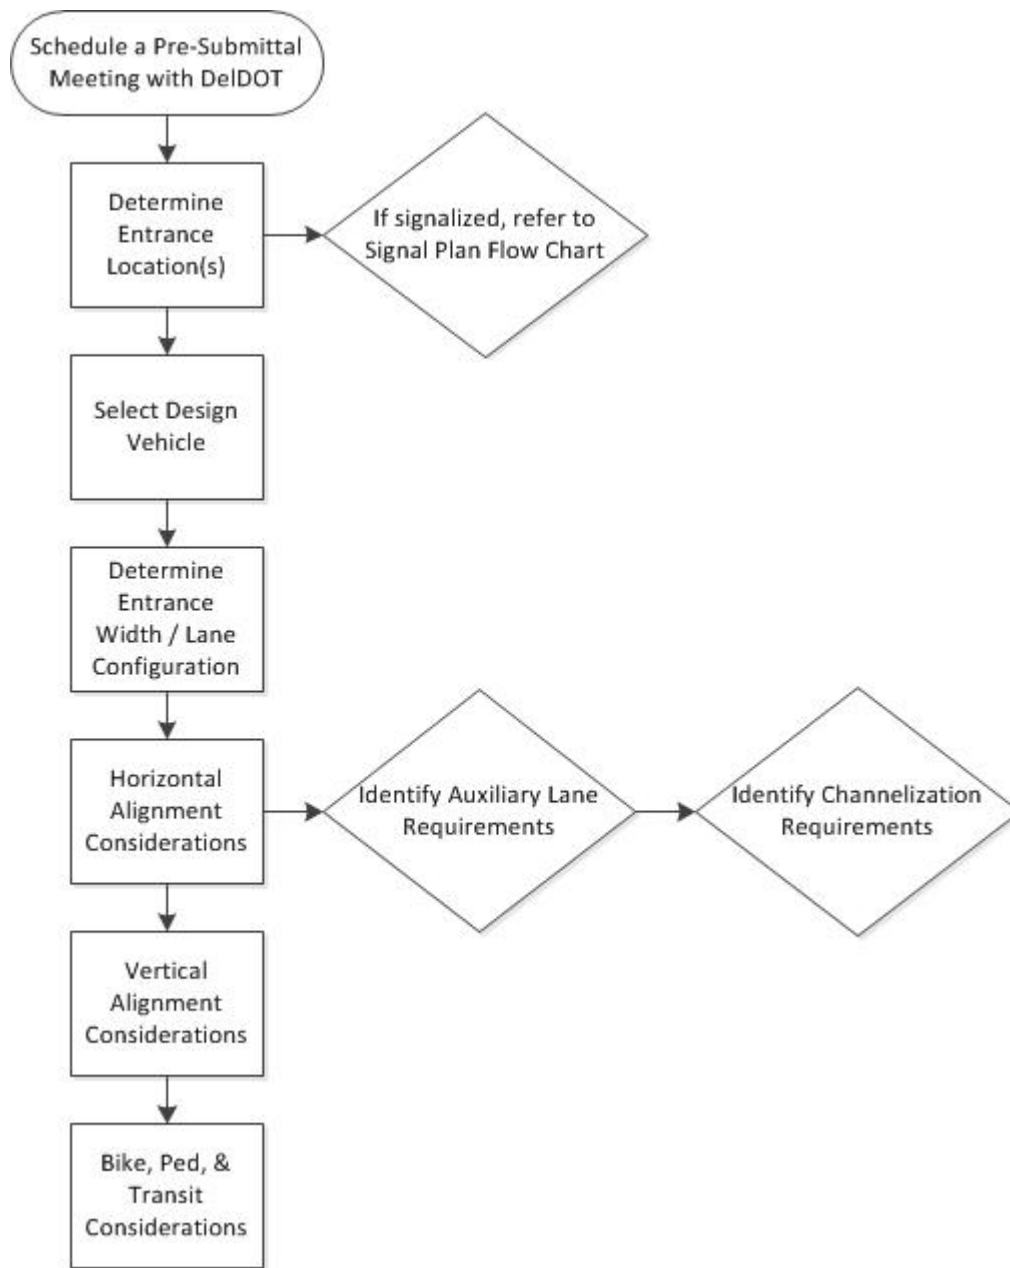 Schedule a Pre-Submittal
Meeting with DelDOT
Determine
Entrance
Location(s)
If signalized, refer to
Signal Plan Flow Chart
Select Design
Vehicle
Determine
Entrance
Width / Lane
Configuration
Horizontal
Alignment
Considerations
Identify Auxiliary Lane
Requirements
Identify Channelization
Requirements
Vertical
Alignment
Considerations
Bike, Ped, &
Transit
Considerations